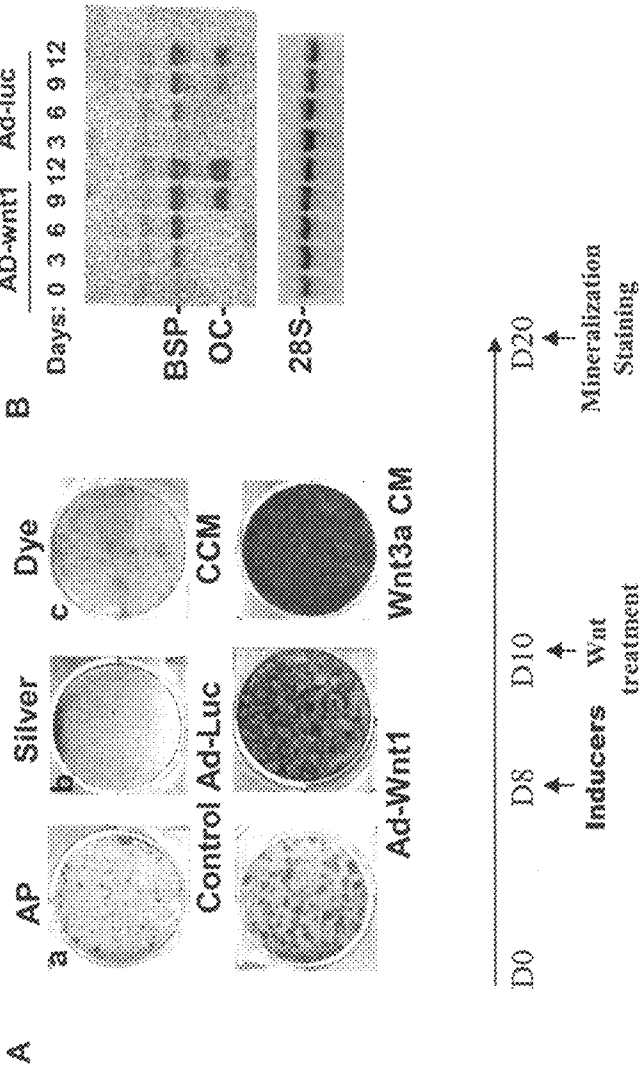 A
AP Silver Dye
a b c
Control Ad-Luc CCM
Ad-Wnt1 Wnt3a CM
D0 D8 D10 D20
Inducers Wnt treatment Mineralization Staining
B
AD-wnt1 Ad-luc
Days: 0 3 6 9 12 3 6 9 12
BSP-
OC-
28S-